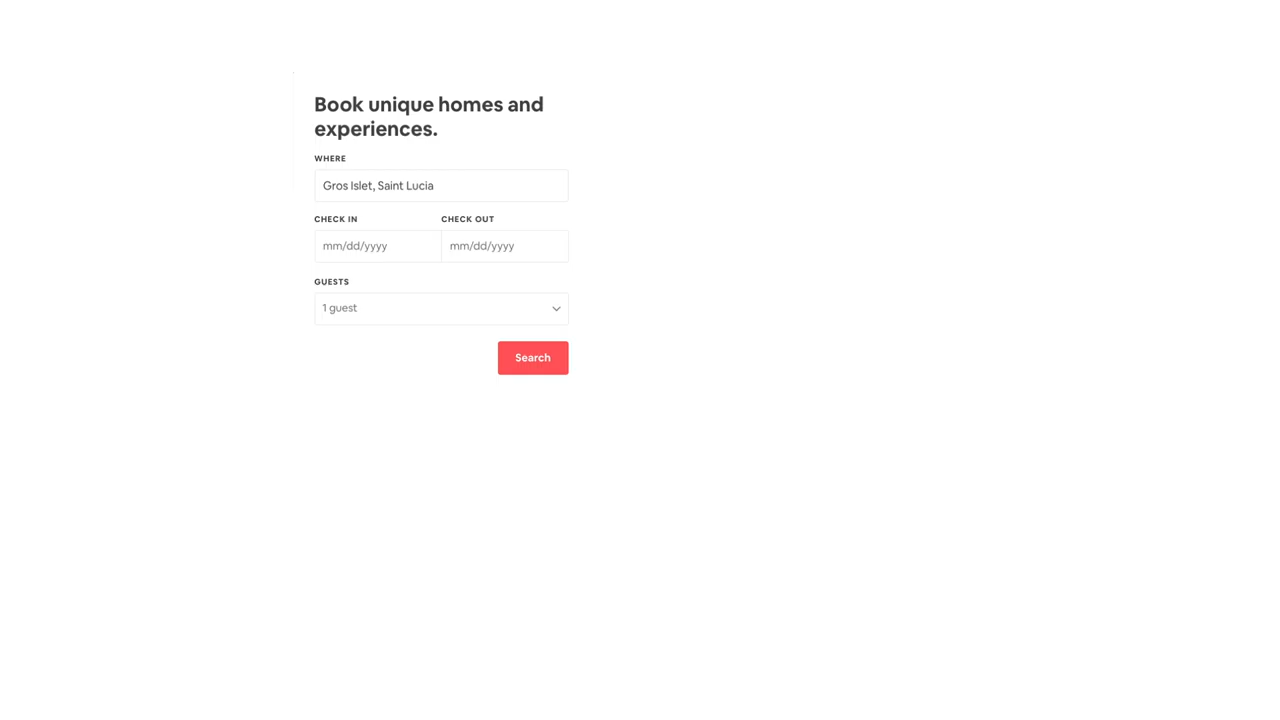 Book unique homes and
experiences.
WHERE
Gros Islet, Saint Lucia
CHECK IN
CHECK OUT
mm/dd/yyyy
mm/dd/yyyy
GUESTS
1 guest
Search